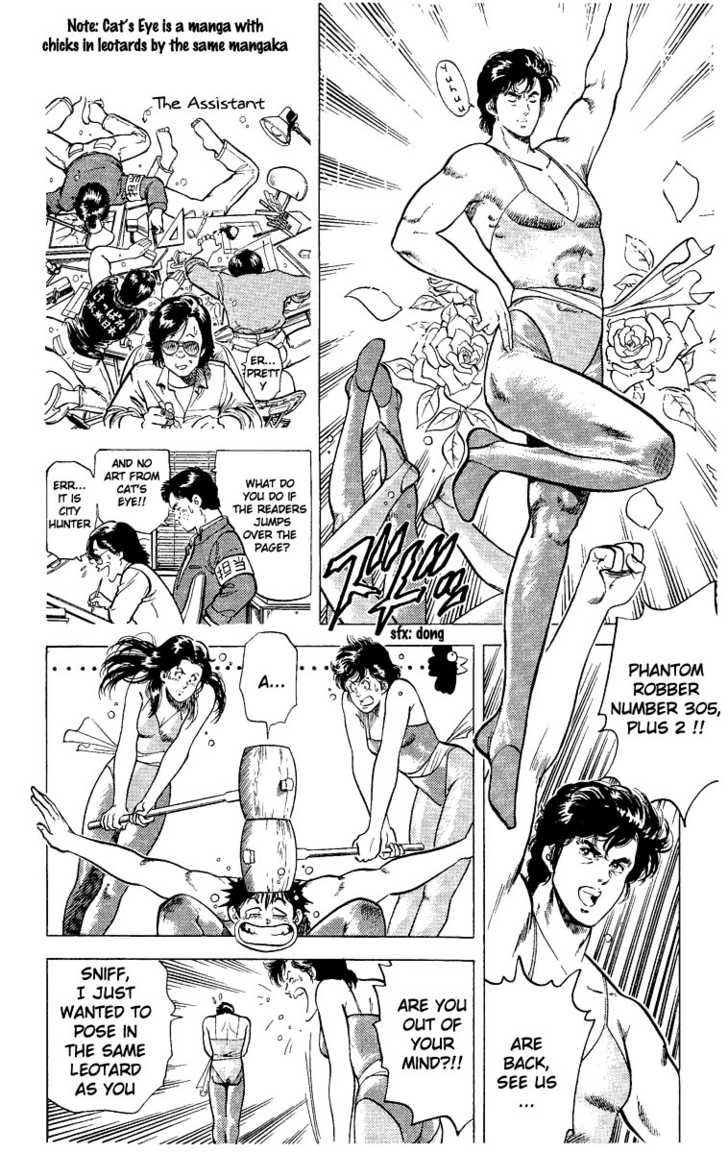 Note: Cat's Eye is a manga with
chicks in leotards by the same mangaka
The Assistant
ER...
PRETT
Y
ERR...
IT IS
CITY
HUNTER
AND NO
ART FROM
CAT'S
EYE!!
WHAT DO
YOU DO IF
THE READERS
JUMPS
OVER THE
PAGE?
sfx: dong
PHANTOM
ROBBER
NUMBER 305,
PLUS 2 !!
A...
ARE
BACK,
SEE US
...
SNIFF,
I JUST
WANTED TO
POSE IN
THE SAME
LEOTARD
AS YOU
ARE YOU
OUT OF
YOUR
MIND?!!